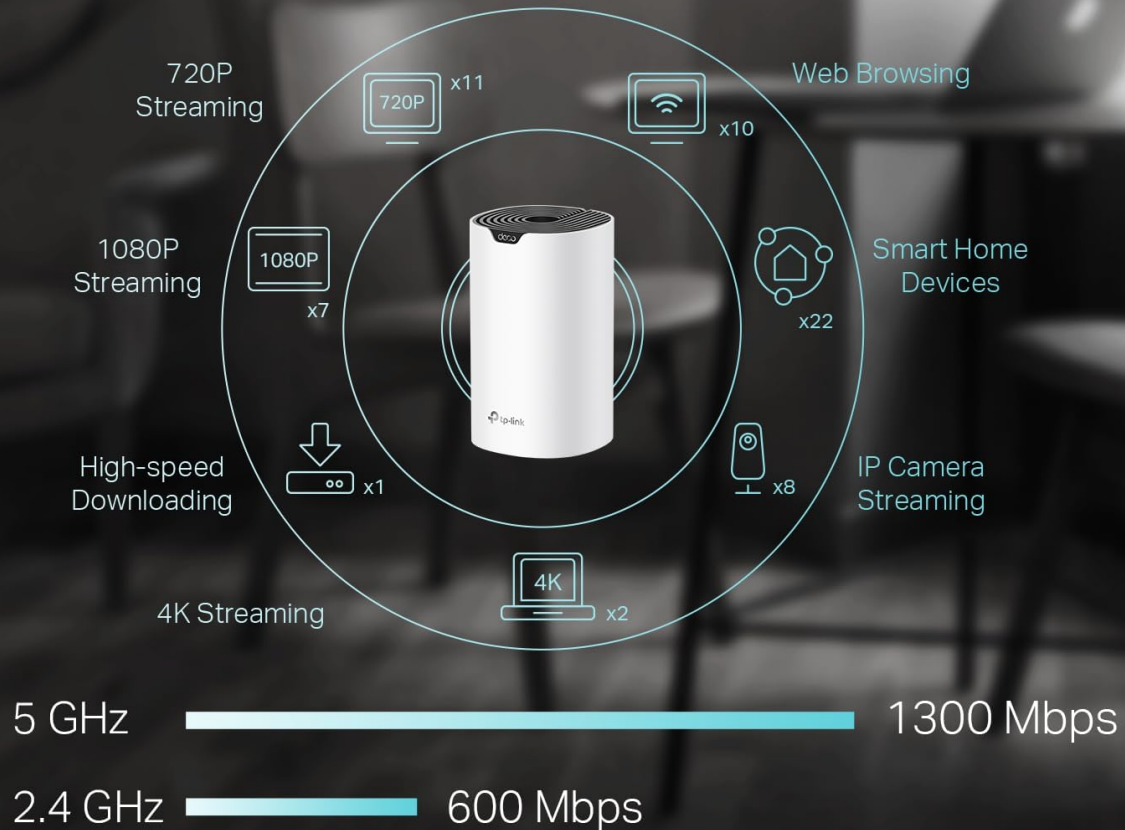 720P
Streaming
720P
x11
Web Browsing
x10
1080P
Streaming
1080P
x7
Smart Home
Devices
x22
deco
tp-link
High-speed
Downloading
x1
IP Camera
Streaming
x8
4K Streaming
4K
x2
5 GHz 1300 Mbps
2.4 GHz 600 Mbps